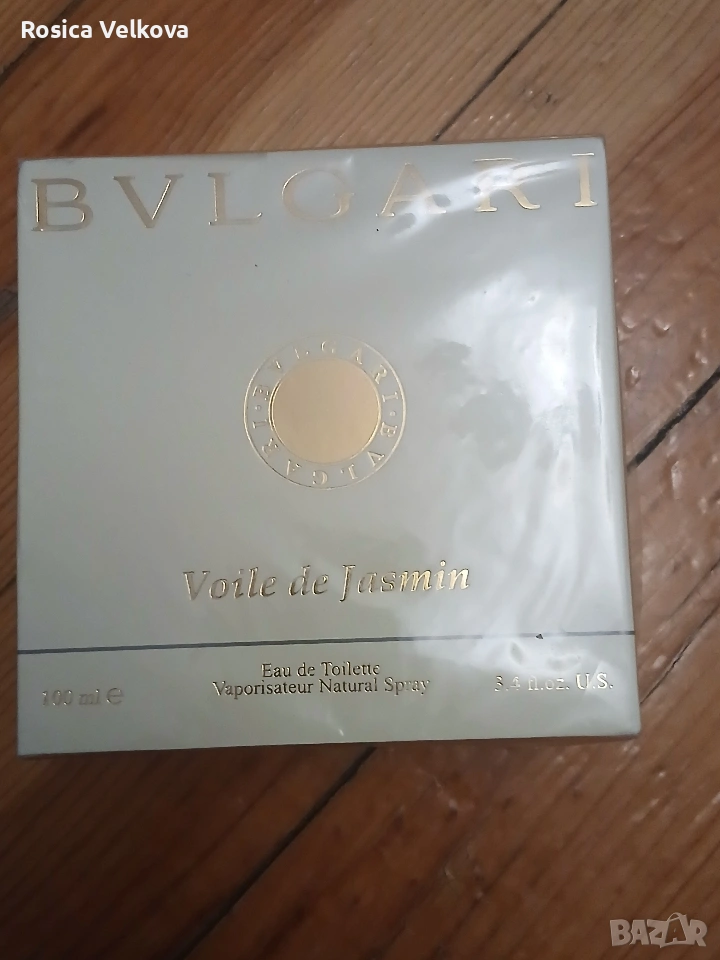 Rosica Velkova
BVLGARI
BVLGARI · BVLGARI ·
Voile de Jasmin
Eau de Toilette
100 ml e Vaporisateur Natural Spray 3.4 fl.oz. U.S.
BAZAR